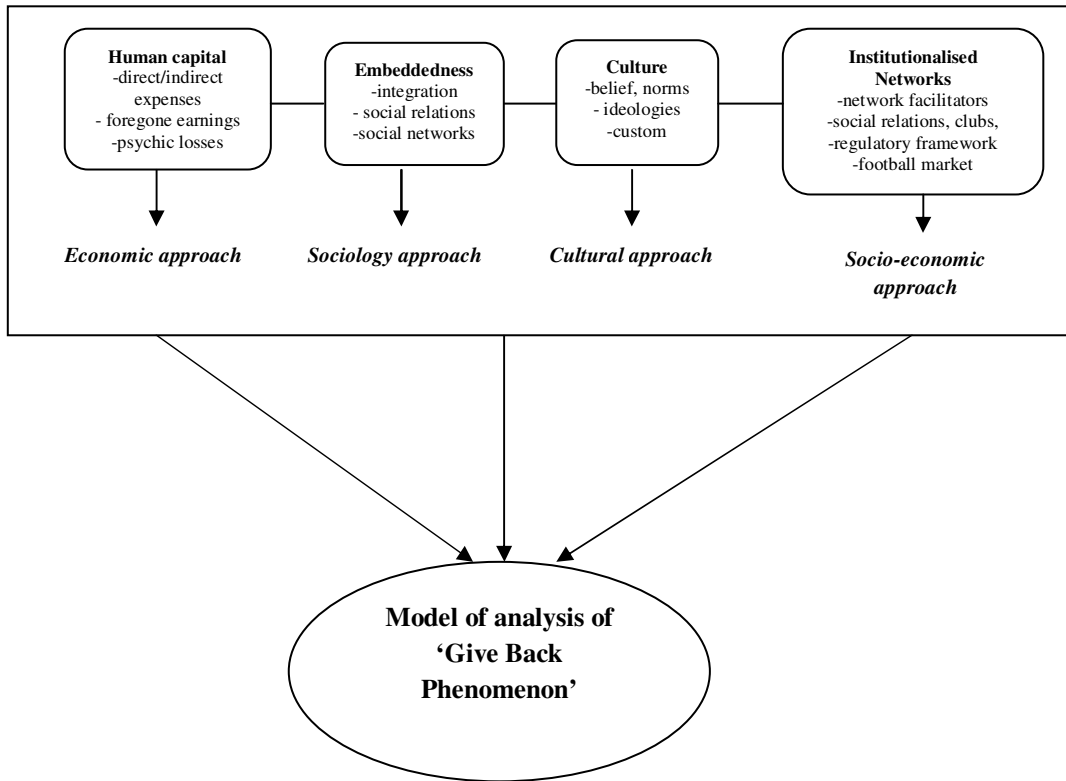 Human capital
-direct/indirect
expenses
- foregone earnings
-psychic losses
Embeddedness
-integration
- social relations
-social networks
Culture
-belief, norms
- ideologies
-custom
Institutionalised
Networks
-network facilitators
-social relations, clubs,
-regulatory framework
-football market
Economic approach
Sociology approach
Cultural approach
Socio-economic
approach
Model of analysis of
‘Give Back
Phenomenon’